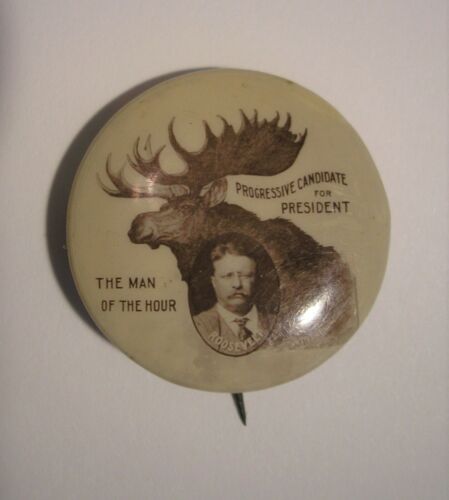 PROGRESSIVE CANDIDATE
FOR
PRESIDENT
THE MAN
OF THE HOUR
ROOSEVELT